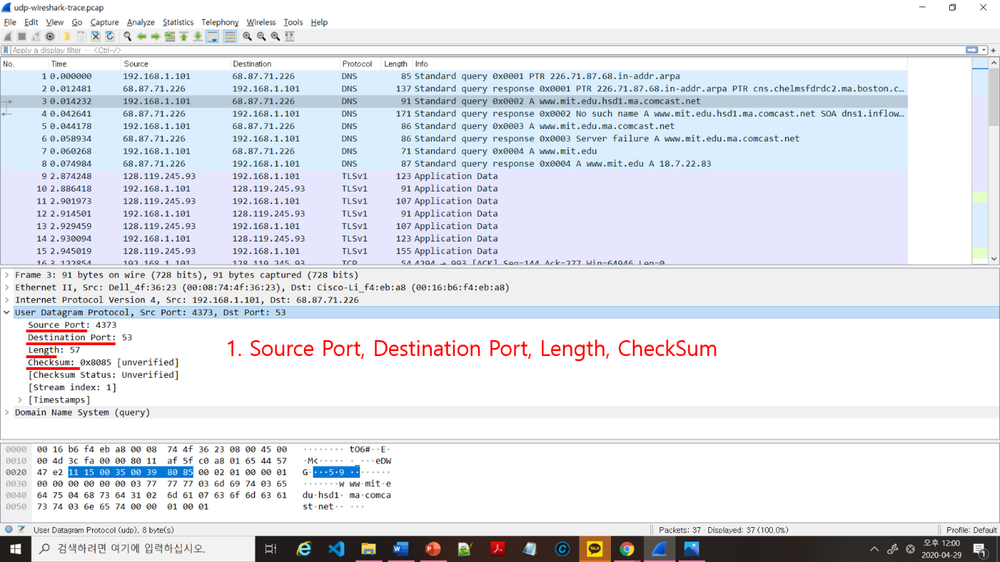 udp-wireshark-trace.pcap
File Edit View Go Capture Analyze Statistics Telephony Wireless Tools Help
Apply a display filter ... <Ctrl-/>
No. Time Source Destination Protocol Length Info
1 0.000000 192.168.1.101 68.87.71.226 DNS 85 Standard query 0x0001 PTR 226.71.87.68.in-addr.arpa
2 0.012481 68.87.71.226 192.168.1.101 DNS 137 Standard query response 0x0001 PTR 226.71.87.68.in-addr.arpa PTR cns.chelmsfdrdc2.ma.boston.c…
3 0.014232 192.168.1.101 68.87.71.226 DNS 91 Standard query 0x0002 A www.mit.edu.hsd1.ma.comcast.net
4 0.042641 68.87.71.226 192.168.1.101 DNS 171 Standard query response 0x0002 No such name A www.mit.edu.hsd1.ma.comcast.net SOA dns1.inflow…
5 0.044178 192.168.1.101 68.87.71.226 DNS 86 Standard query 0x0003 A www.mit.edu.ma.comcast.net
6 0.058934 68.87.71.226 192.168.1.101 DNS 86 Standard query response 0x0003 Server failure A www.mit.edu.ma.comcast.net
7 0.060268 192.168.1.101 68.87.71.226 DNS 71 Standard query 0x0004 A www.mit.edu
8 0.074984 68.87.71.226 192.168.1.101 DNS 87 Standard query response 0x0004 A www.mit.edu A 18.7.22.83
9 2.874248 128.119.245.93 192.168.1.101 TLSv1 123 Application Data
10 2.886418 192.168.1.101 128.119.245.93 TLSv1 91 Application Data
11 2.901973 128.119.245.93 192.168.1.101 TLSv1 107 Application Data
12 2.914501 192.168.1.101 128.119.245.93 TLSv1 91 Application Data
13 2.929459 128.119.245.93 192.168.1.101 TLSv1 107 Application Data
14 2.930094 192.168.1.101 128.119.245.93 TLSv1 123 Application Data
15 2.945019 128.119.245.93 192.168.1.101 TLSv1 155 Application Data
16 3.122854 192.168.1.101 128.119.245.93 TCP 54 4294 → 993 [ACK] Seq=144 Ack=277 Win=64946 Len=0
Frame 3: 91 bytes on wire (728 bits), 91 bytes captured (728 bits)
Ethernet II, Src: Dell_4f:36:23 (00:08:74:4f:36:23), Dst: Cisco-Li_f4:eb:a8 (00:16:b6:f4:eb:a8)
Internet Protocol Version 4, Src: 192.168.1.101, Dst: 68.87.71.226
User Datagram Protocol, Src Port: 4373, Dst Port: 53
Source Port: 4373
Destination Port: 53
Length: 57
1. Source Port, Destination Port, Length, CheckSum
Checksum: 0x8085 [unverified]
[Checksum Status: Unverified]
[Stream index: 1]
[Timestamps]
Domain Name System (query)
0000 00 16 b6 f4 eb a8 00 08 74 4f 36 23 08 00 45 00 ········ tO6#··E·
0010 00 4d 3c fa 00 00 80 11 af 5f c0 a8 01 65 44 57 ·M<····· ·_···eDW
0020 47 e2 11 15 00 35 00 39 80 85 00 02 01 00 00 01 G····5·9 ········
0030 00 00 00 00 00 00 03 77 77 77 03 6d 69 74 03 65 ·······w ww·mit·e
0040 64 75 04 68 73 64 31 02 6d 61 07 63 6f 6d 63 61 du·hsd1· ma·comca
0050 73 74 03 6e 65 74 00 00 01 00 01 st·net·· ···
User Datagram Protocol (udp), 8 byte(s) Packets: 37 · Displayed: 37 (100.0%) Profile: Default
검색하려면 여기에 입력하십시오. TALK 오후 12:00
2020-04-29 1